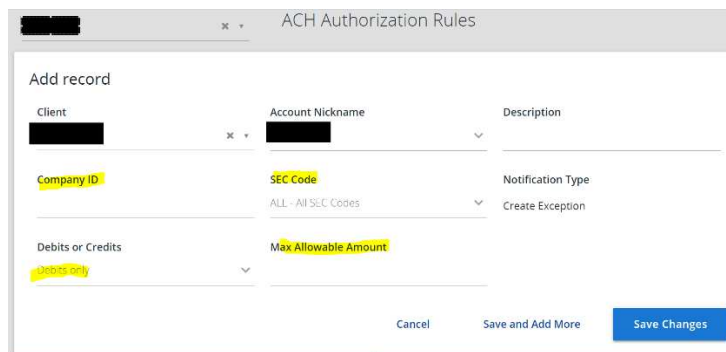 ACH Authorization Rules
Add record
Client
Account Nickname
Description
Company ID
SEC Code
Notification Type
ALL - All SEC Codes
Create Exception
Debits or Credits
Max Allowable Amount
Debits only
Cancel
Save and Add More
Save Changes